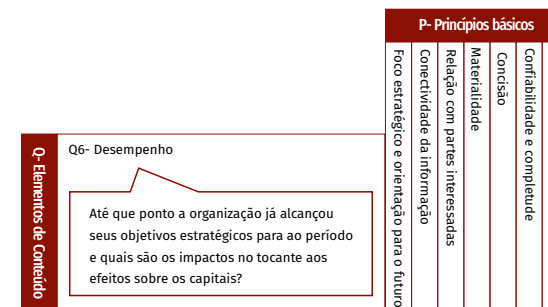 P- Princípios básicos
Foco estratégico e orientação para o futuro
Conectividade da informação
Relação com partes interessadas
Materialidade
Concisão
Confiabilidade e completude
Q- Elementos de Conteúdo
Q6- Desempenho
Até que ponto a organização já alcançou
seus objetivos estratégicos para ao período
e quais são os impactos no tocante aos
efeitos sobre os capitais?